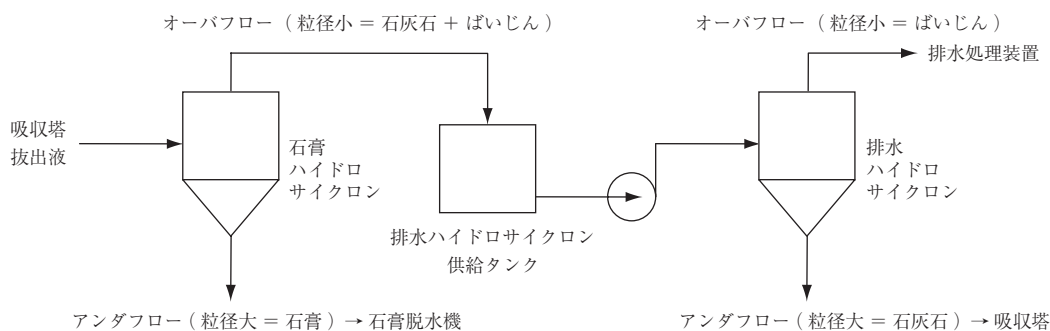 オーバフロー ( 粒径小 = 石灰石 + ばいじん )
オーバフロー ( 粒径小 = ばいじん )
排水処理装置
吸収塔
抜出液
石膏
ハイドロ
サイクロン
排水
ハイドロ
サイクロン
排水ハイドロサイクロン
供給タンク
アンダフロー ( 粒径大 = 石膏 ) → 石膏脱水機
アンダフロー ( 粒径大 = 石灰石 ) → 吸収塔